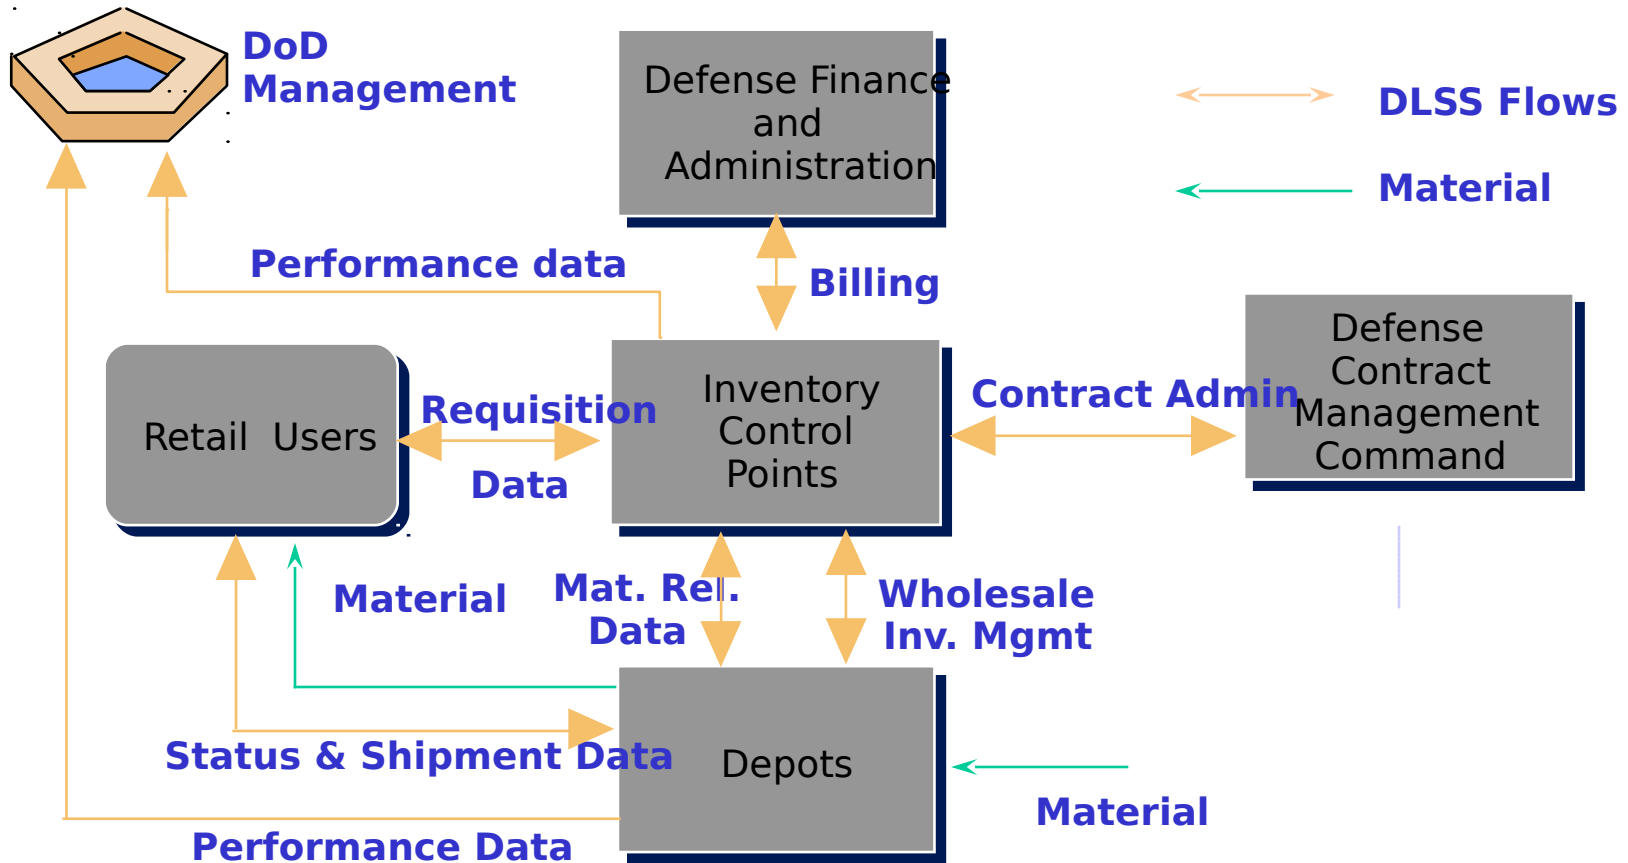 DoD
Management
Defense Finance
and
Administration
DLSS Flows
Material
Performance data
Billing
Defense
Contract
Management
Command
Retail Users
Requisition
Data
Inventory
Control
Points
Contract Admin
Material
Mat. Rel.
Data
Wholesale
Inv. Mgmt
Status & Shipment Data
Depots
Material
Performance Data